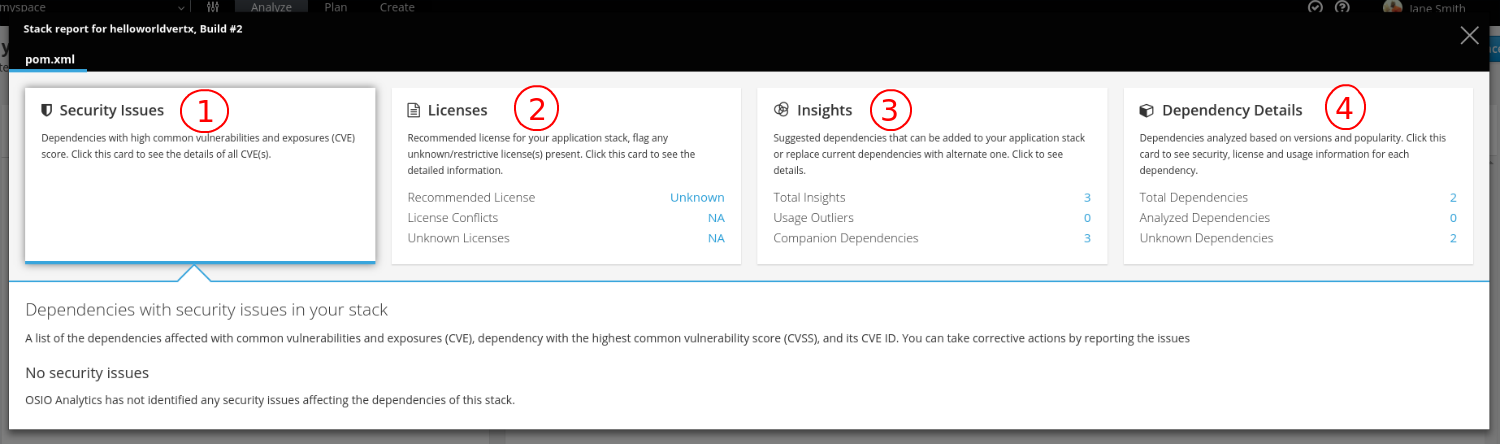 myspace
Analyze
Plan
Create
Jane Smith
Stack report for helloworldvertx, Build #2
pom.xml
Security Issues
1
Dependencies with high common vulnerabilities and exposures (CVE)
score. Click this card to see the details of all CVE(s).
Licenses
2
Recommended license for your application stack, flag any
unknown/restrictive license(s) present. Click this card to see the
detailed information.
Recommended License Unknown
License Conflicts NA
Unknown Licenses NA
Insights
3
Suggested dependencies that can be added to your application stack
or replace current dependencies with alternate one. Click to see
details.
Total Insights 3
Usage Outliers 0
Companion Dependencies 3
Dependency Details
4
Dependencies analyzed based on versions and popularity. Click this
card to see security, license and usage information for each
dependency.
Total Dependencies 2
Analyzed Dependencies 0
Unknown Dependencies 2
Dependencies with security issues in your stack
A list of the dependencies affected with common vulnerabilities and exposures (CVE), dependency with the highest common vulnerability score (CVSS), and its CVE ID. You can take corrective actions by reporting the issues
No security issues
OSIO Analytics has not identified any security issues affecting the dependencies of this stack.